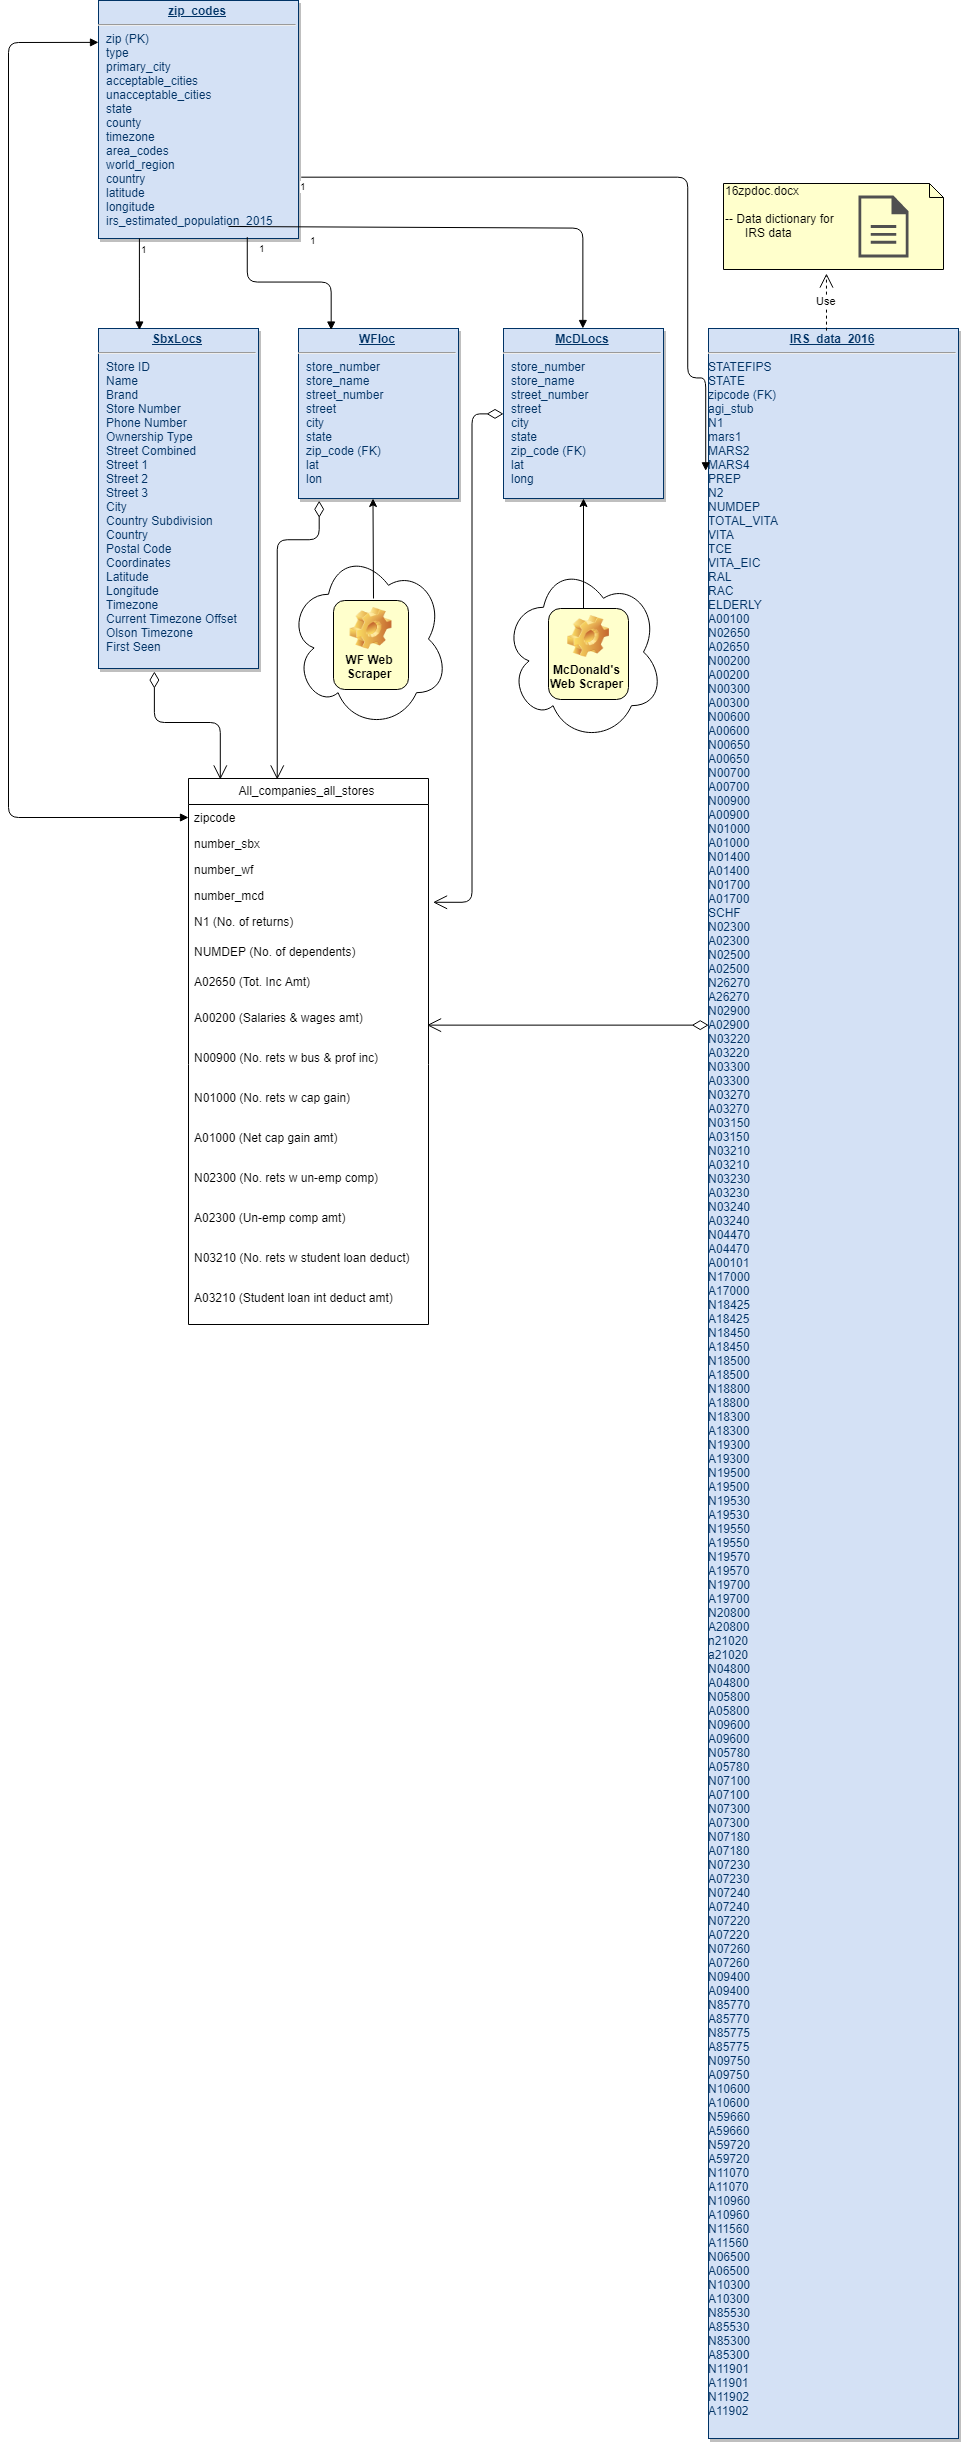 zip_codes
zip (PK)
type
primary_city
acceptable_cities
unacceptable_cities
state
county
timezone
area_codes
world_region
country
latitude
longitude
irs_estimated_population_2015
1
1
1
1
16zpdoc.docx
-- Data dictionary for
IRS data
Use
SbxLocs
Store ID
Name
Brand
Store Number
Phone Number
Ownership Type
Street Combined
Street 1
Street 2
Street 3
City
Country Subdivision
Country
Postal Code
Coordinates
Latitude
Longitude
Timezone
Current Timezone Offset
Olson Timezone
First Seen
WFloc
store_number
store_name
street_number
street
city
state
zip_code (FK)
lat
lon
McDLocs
store_number
store_name
street_number
street
city
state
zip_code (FK)
lat
long
WF Web
Scraper
McDonald's
Web Scraper
All_companies_all_stores
zipcode
number_sbx
number_wf
number_mcd
N1 (No. of returns)
NUMDEP (No. of dependents)
A02650 (Tot. Inc Amt)
A00200 (Salaries & wages amt)
N00900 (No. rets w bus & prof inc)
N01000 (No. rets w cap gain)
A01000 (Net cap gain amt)
N02300 (No. rets w un-emp comp)
A02300 (Un-emp comp amt)
N03210 (No. rets w student loan deduct)
A03210 (Student loan int deduct amt)
IRS_data_2016
STATEFIPS
STATE
zipcode (FK)
agi_stub
N1
mars1
MARS2
MARS4
PREP
N2
NUMDEP
TOTAL_VITA
VITA
TCE
VITA_EIC
RAL
RAC
ELDERLY
A00100
N02650
A02650
N00200
A00200
N00300
A00300
N00600
A00600
N00650
A00650
N00700
A00700
N00900
A00900
N01000
A01000
N01400
A01400
N01700
A01700
SCHF
N02300
A02300
N02500
A02500
N26270
A26270
N02900
A02900
N03220
A03220
N03300
A03300
N03270
A03270
N03150
A03150
N03210
A03210
N03230
A03230
N03240
A03240
N04470
A04470
A00101
N17000
A17000
N18425
A18425
N18450
A18450
N18500
A18500
N18800
A18800
N18300
A18300
N19300
A19300
N19500
A19500
N19530
A19530
N19550
A19550
N19570
A19570
N19700
A19700
N20800
A20800
n21020
a21020
N04800
A04800
N05800
A05800
N09600
A09600
N05780
A05780
N07100
A07100
N07300
A07300
N07180
A07180
N07230
A07230
N07240
A07240
N07220
A07220
N07260
A07260
N09400
A09400
N85770
A85770
N85775
A85775
N09750
A09750
N10600
A10600
N59660
A59660
N59720
A59720
N11070
A11070
N10960
A10960
N11560
A11560
N06500
A06500
N10300
A10300
N85530
A85530
N85300
A85300
N11901
A11901
N11902
A11902